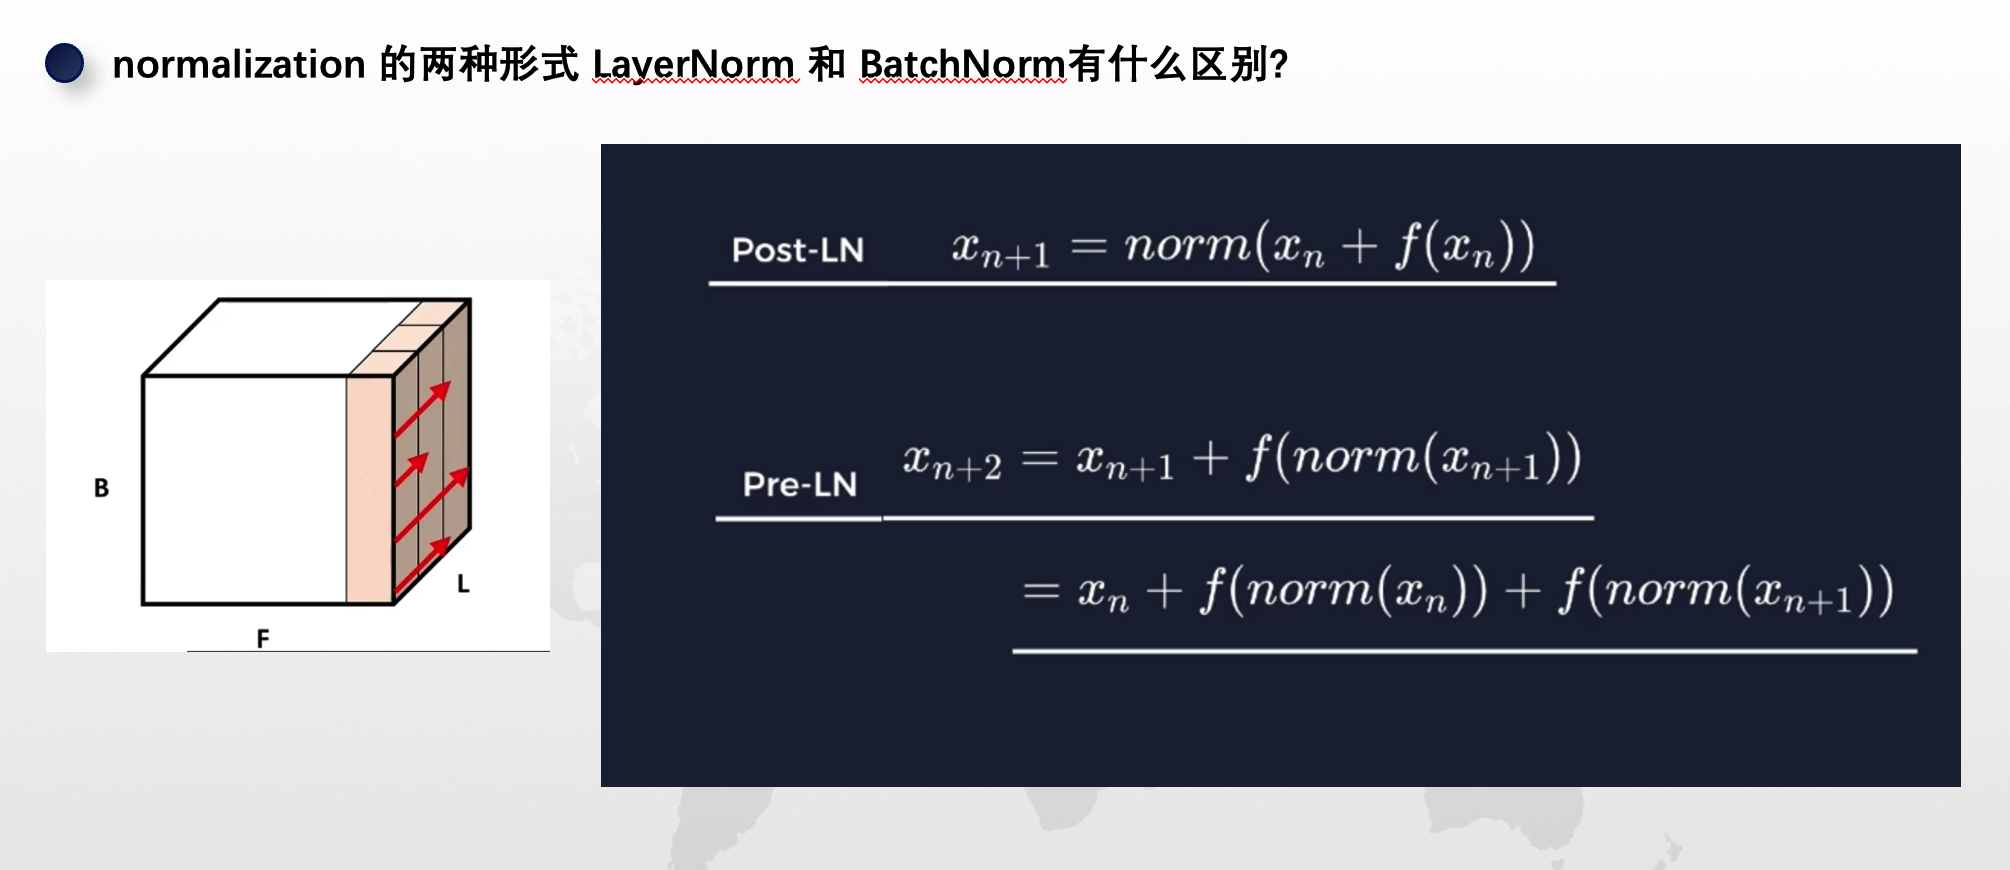 normalization 的两种形式 LayerNorm 和 BatchNorm有什么区别?
B
F
L
Post-LN x_{n+1} = norm(x_n + f(x_n))
Pre-LN x_{n+2} = x_{n+1} + f(norm(x_{n+1}))
= x_n + f(norm(x_n)) + f(norm(x_{n+1}))